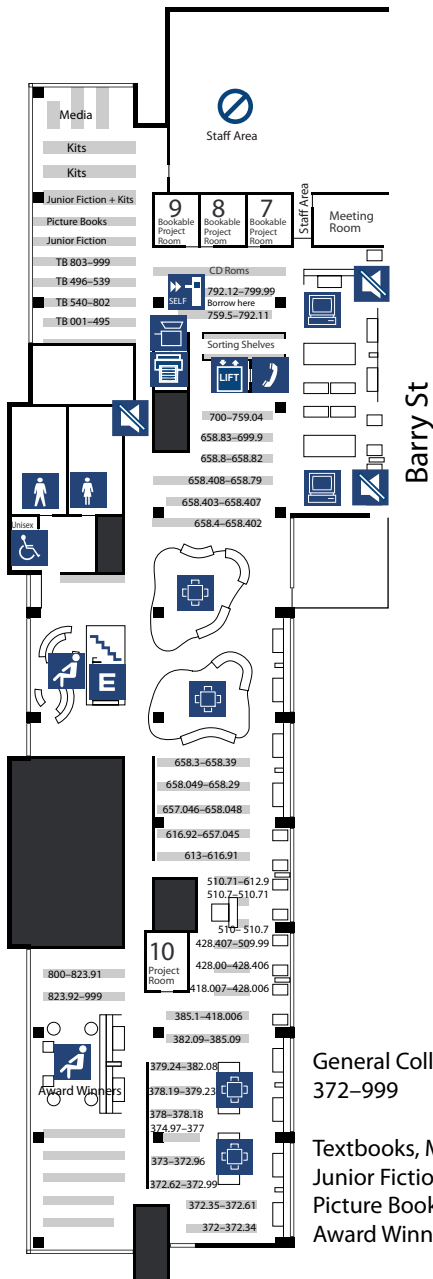 Staff Area
Media
Kits
Kits
Junior Fiction + Kits
Picture Books
Junior Fiction
TB 803–999
TB 496–539
TB 540–802
TB 001–495
9
Bookable
Project
Room
8
Bookable
Project
Room
7
Bookable
Project
Room
Staff Area
Meeting
Room
CD Roms
792.12–799.99
SELF
Borrow here
759.5–792.11
Sorting Shelves
LIFT
Barry St
700–759.04
658.83–699.9
658.8–658.82
658.408–658.79
658.403–658.407
658.4–658.402
Unisex
E
658.3–658.39
658.049–658.29
657.046–658.048
616.92–657.045
613–616.91
510.71–612.9
510.7–510.71
510– 510.7
428.407–509.99
428.00–428.406
418.007–428.006
10
Project
Room
800–823.91
823.92–999
385.1–418.006
382.09–385.09
379.24–382.08
378.19–379.23
378–378.18
374.97–377
373–372.96
372.62–372.99
372.35–372.61
372–372.34
Award Winners
General Coll
372–999
Textbooks, M
Junior Fictio
Picture Book
Award Winn